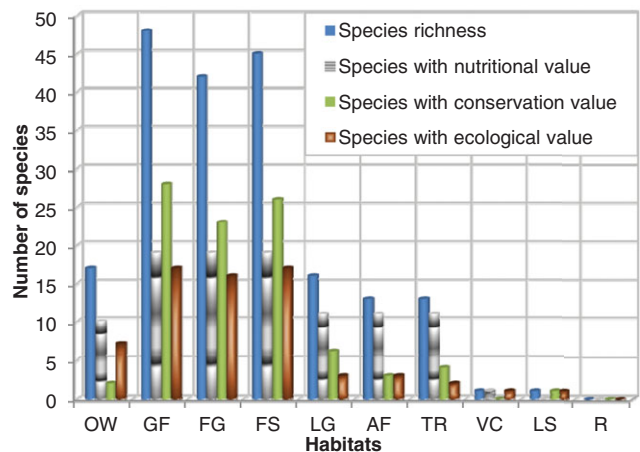 50
45
40
35
30
25
20
15
10
5
0
Number of species
Species richness
Species with nutritional value
Species with conservation value
Species with ecological value
OW GF FG FS LG AF TR VC LS R
Habitats